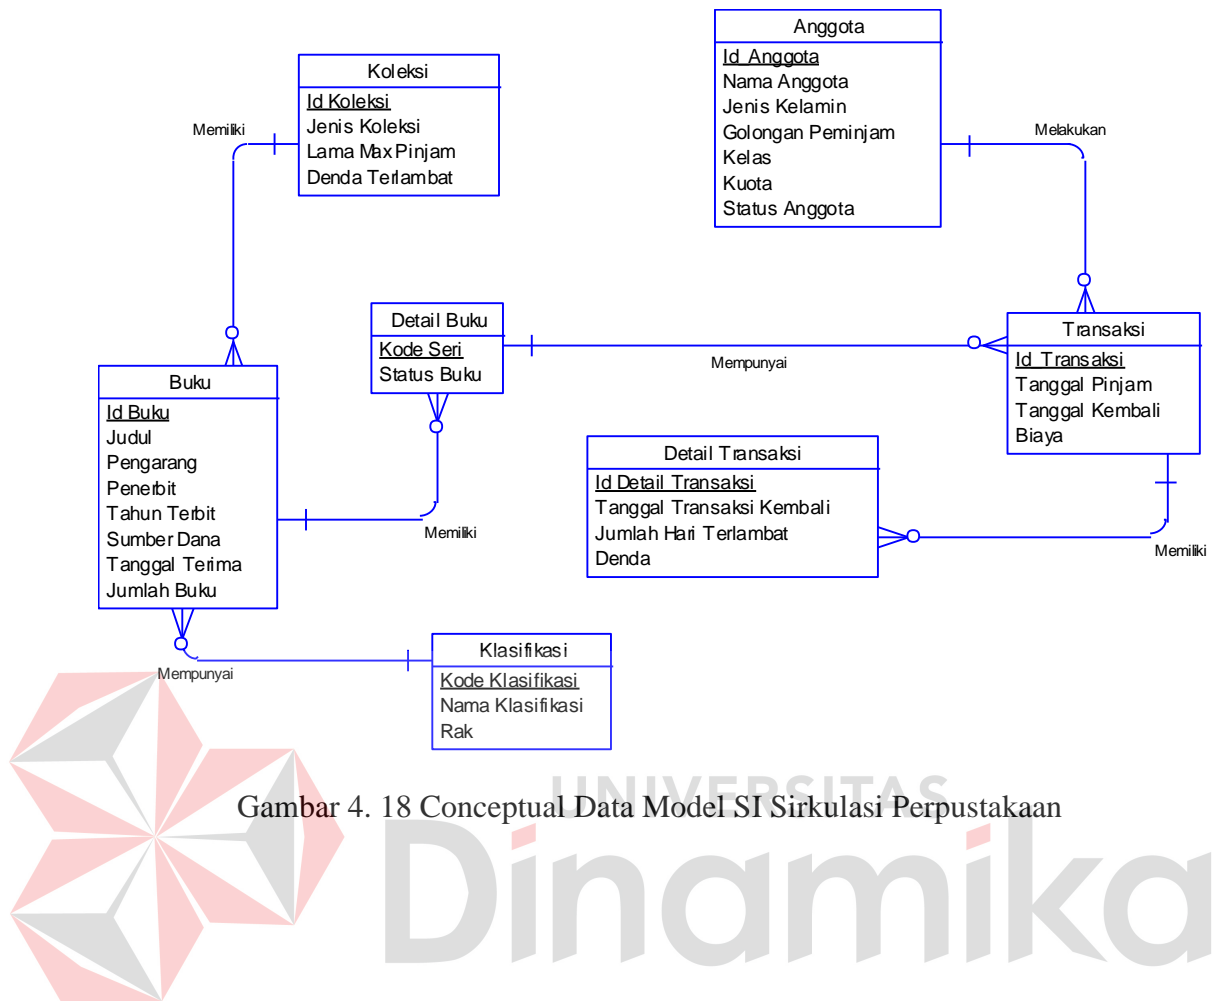 Anggota
Id_Anggota
Nama Anggota
Jenis Kelamin
Golongan Peminjam
Kelas
Kuota
Status Anggota
Koleksi
Id Koleksi
Jenis Koleksi
Lama Max Pinjam
Denda Terlambat
Memiliki
Melakukan
Detail Buku
Kode Seri
Status Buku
Mempunyai
Transaksi
Id_Transaksi
Tanggal Pinjam
Tanggal Kembali
Biaya
Buku
Id Buku
Judul
Pengarang
Penerbit
Tahun Terbit
Sumber Dana
Tanggal Terima
Jumlah Buku
Memiliki
Detail Transaksi
Id Detail Transaksi
Tanggal Transaksi Kembali
Jumlah Hari Terlambat
Denda
Memiliki
Mempunyai
Klasifikasi
Kode Klasifikasi
Nama Klasifikasi
Rak
Gambar 4. 18 Conceptual Data Model SI Sirkulasi Perpustakaan
UNIVERSITAS
Dinamika